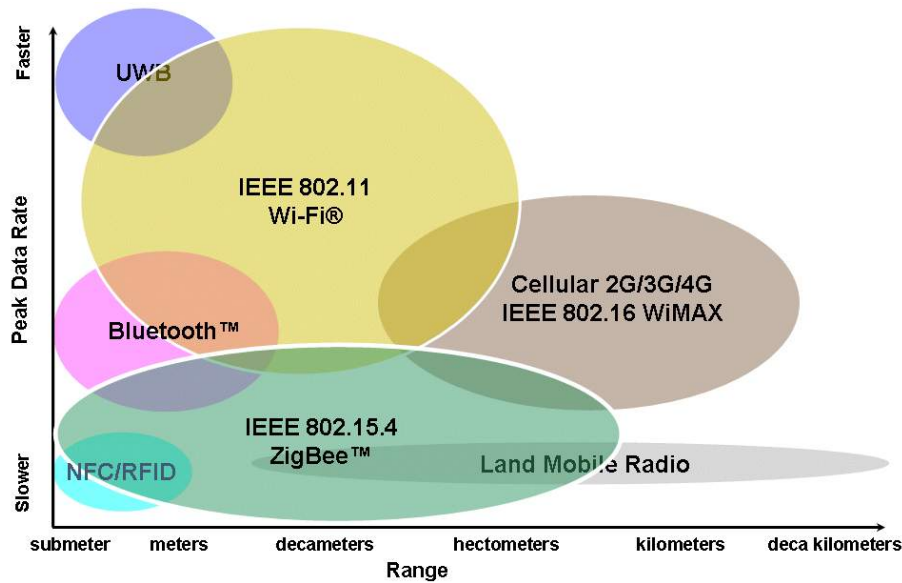 Faster
UWB
IEEE 802.11
Wi-Fi®
Peak Data Rate
Cellular 2G/3G/4G
IEEE 802.16 WiMAX
Bluetooth™
IEEE 802.15.4
ZigBee™
NFC/RFID
Land Mobile Radio
Slower
submeter meters decameters hectometers kilometers deca kilometers
Range